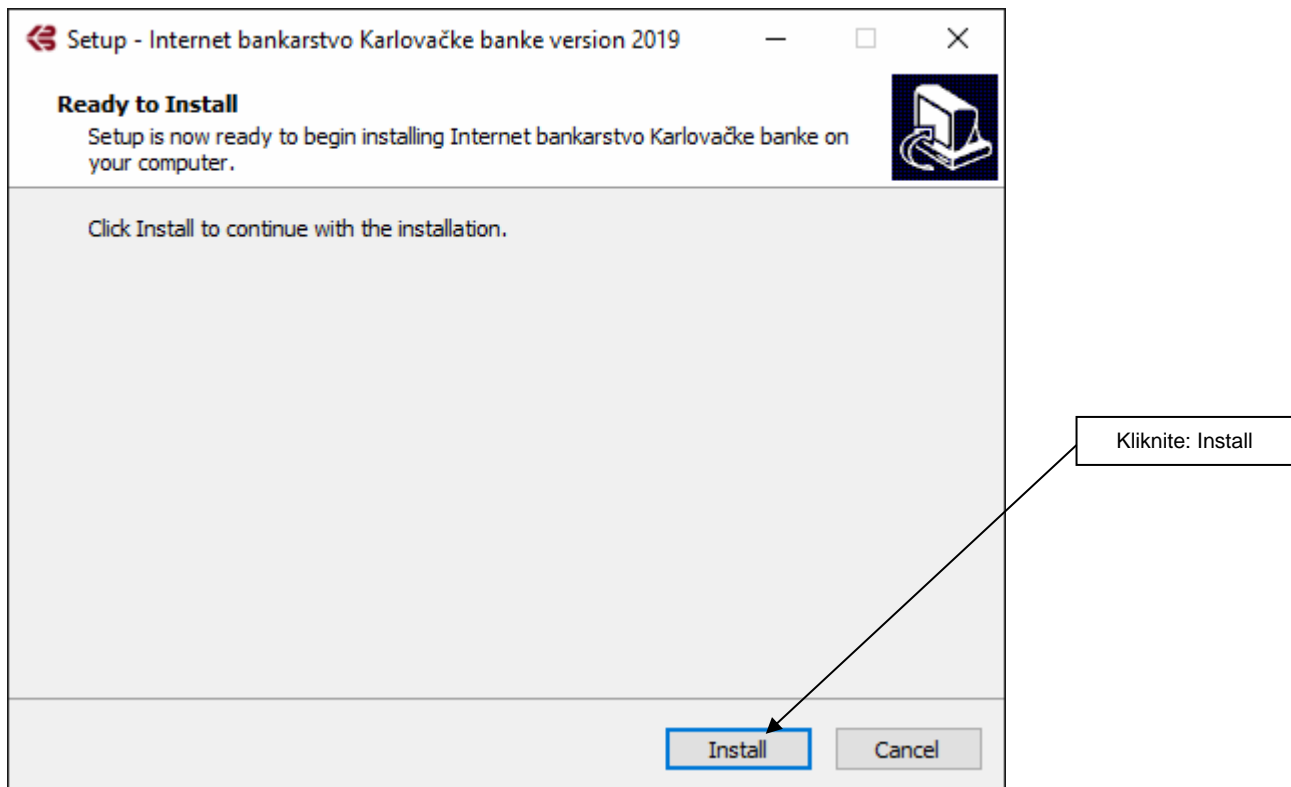 Setup - Internet bankarstvo Karlovačke banke version 2019
Ready to Install
Setup is now ready to begin installing Internet bankarstvo Karlovačke banke on
your computer.
Click Install to continue with the installation.
Kliknite: Install
Install
Cancel